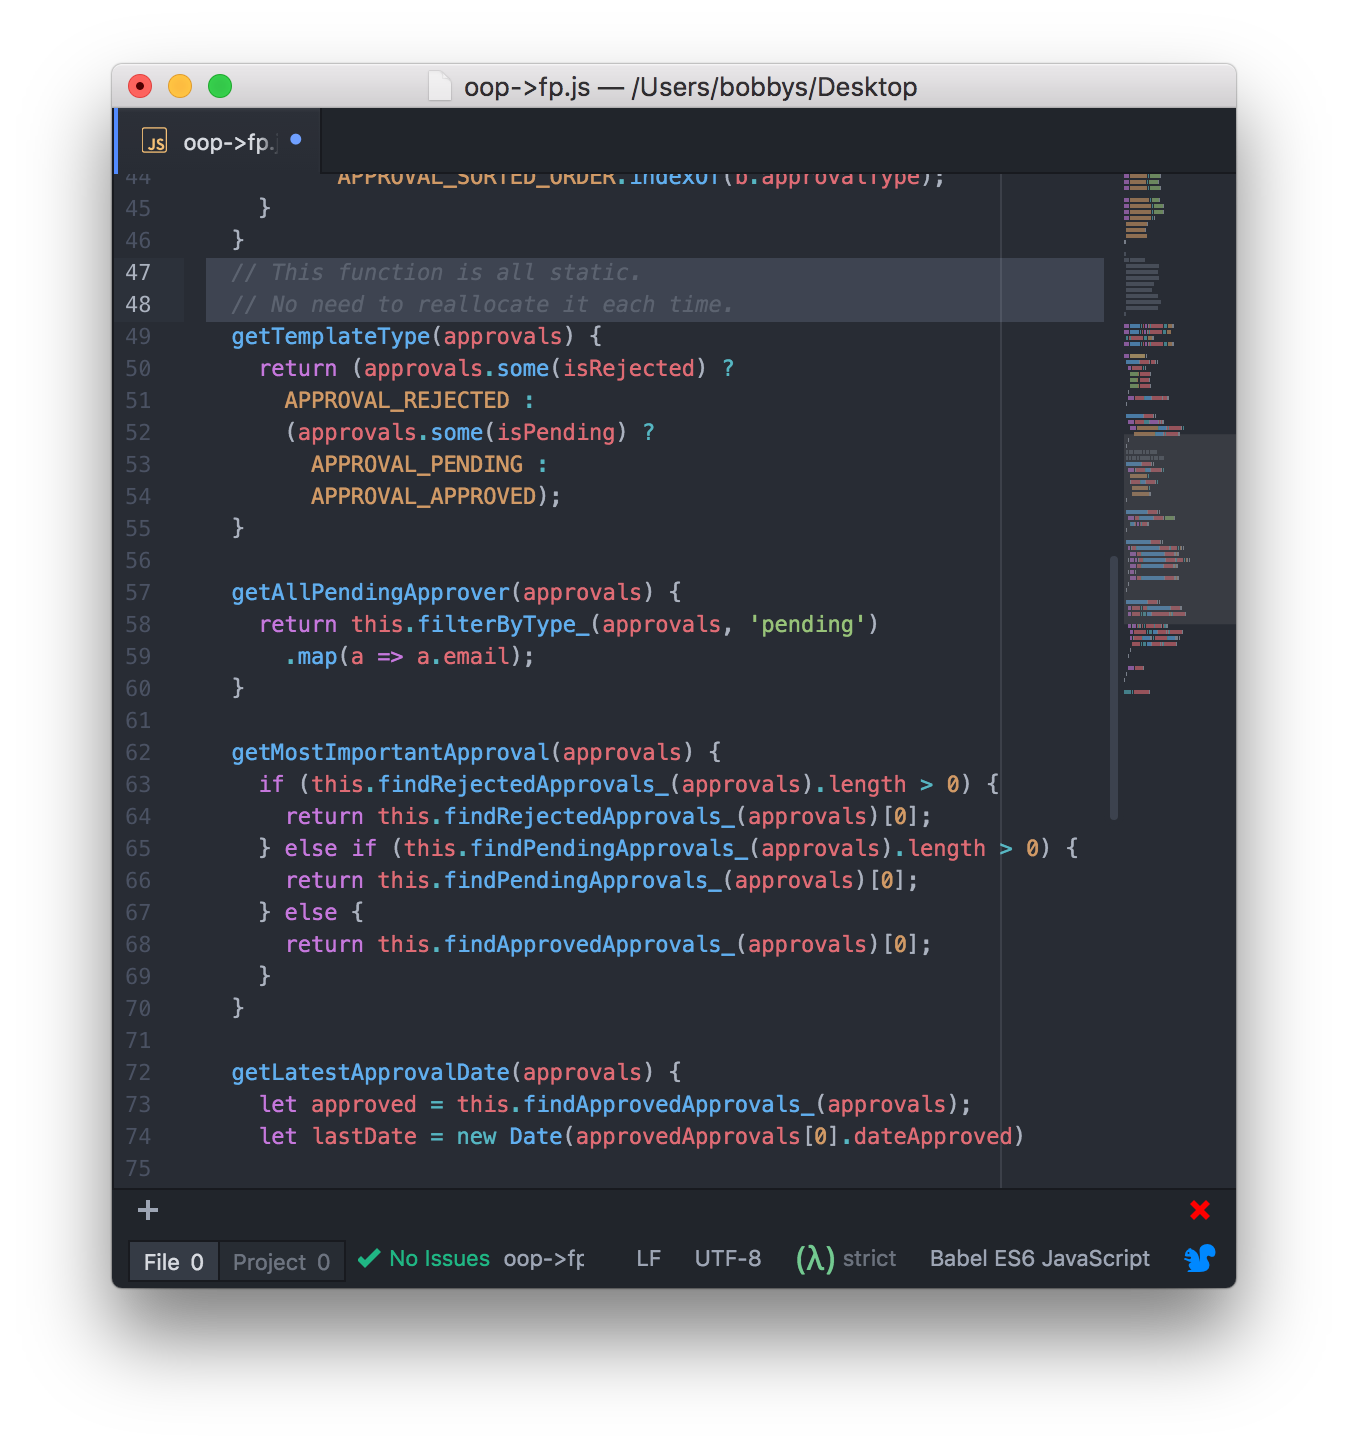 oop->fp.js — /Users/bobbys/Desktop
JS oop->fp.j
44 APPROVAL_SORTED_ORDER.indexOf(b.approvalType);
45 }
46 }
47 // This function is all static.
48 // No need to reallocate it each time.
49 getTemplateType(approvals) {
50 return (approvals.some(isRejected) ?
51 APPROVAL_REJECTED :
52 (approvals.some(isPending) ?
53 APPROVAL_PENDING :
54 APPROVAL_APPROVED);
55 }
56
57 getAllPendingApprover(approvals) {
58 return this.filterByType_(approvals, 'pending')
59 .map(a => a.email);
60 }
61
62 getMostImportantApproval(approvals) {
63 if (this.findRejectedApprovals_(approvals).length > 0) {
64 return this.findRejectedApprovals_(approvals)[0];
65 } else if (this.findPendingApprovals_(approvals).length > 0) {
66 return this.findPendingApprovals_(approvals)[0];
67 } else {
68 return this.findApprovedApprovals_(approvals)[0];
69 }
70 }
71
72 getLatestApprovalDate(approvals) {
73 let approved = this.findApprovedApprovals_(approvals);
74 let lastDate = new Date(approvedApprovals[0].dateApproved)
75
File 0 Project 0 No Issues oop->fp LF UTF-8 (λ) strict Babel ES6 JavaScript